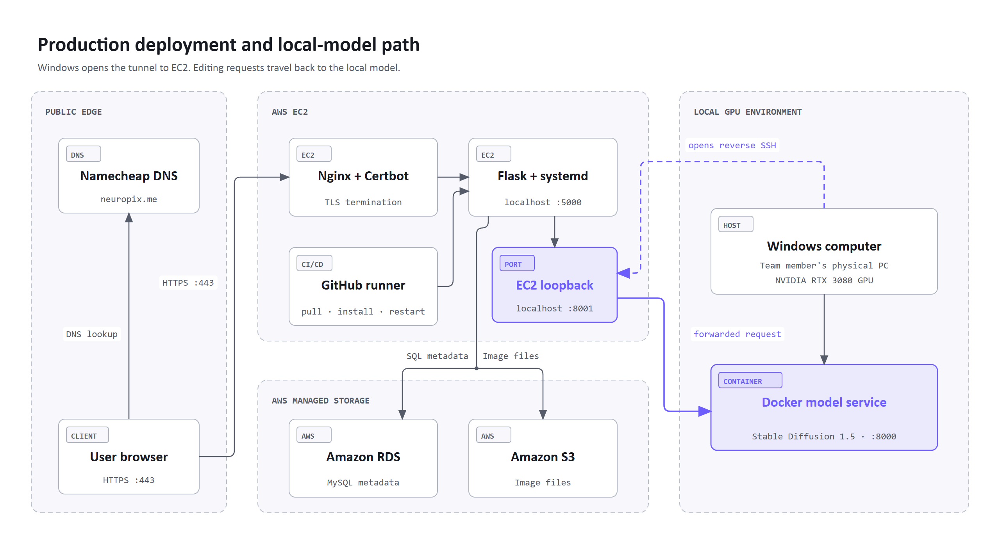 Production deployment and local-model path
Windows opens the tunnel to EC2. Editing requests travel back to the local model.
PUBLIC EDGE
DNS
Namecheap DNS
neuropix.me
HTTPS :443
DNS lookup
CLIENT
User browser
HTTPS :443
AWS EC2
EC2
Nginx + Certbot
TLS termination
EC2
Flask + systemd
localhost :5000
CI/CD
GitHub runner
pull · install · restart
PORT
EC2 loopback
localhost :8001
SQL metadata
Image files
AWS MANAGED STORAGE
AWS
Amazon RDS
MySQL metadata
AWS
Amazon S3
Image files
LOCAL GPU ENVIRONMENT
opens reverse SSH
HOST
Windows computer
Team member's physical PC
NVIDIA RTX 3080 GPU
forwarded request
CONTAINER
Docker model service
Stable Diffusion 1.5 · :8000